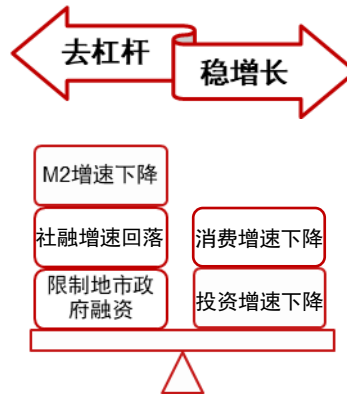 去杠杆
稳增长
M2增速下降
社融增速回落
消费增速下降
限制地市政
府融资
投资增速下降